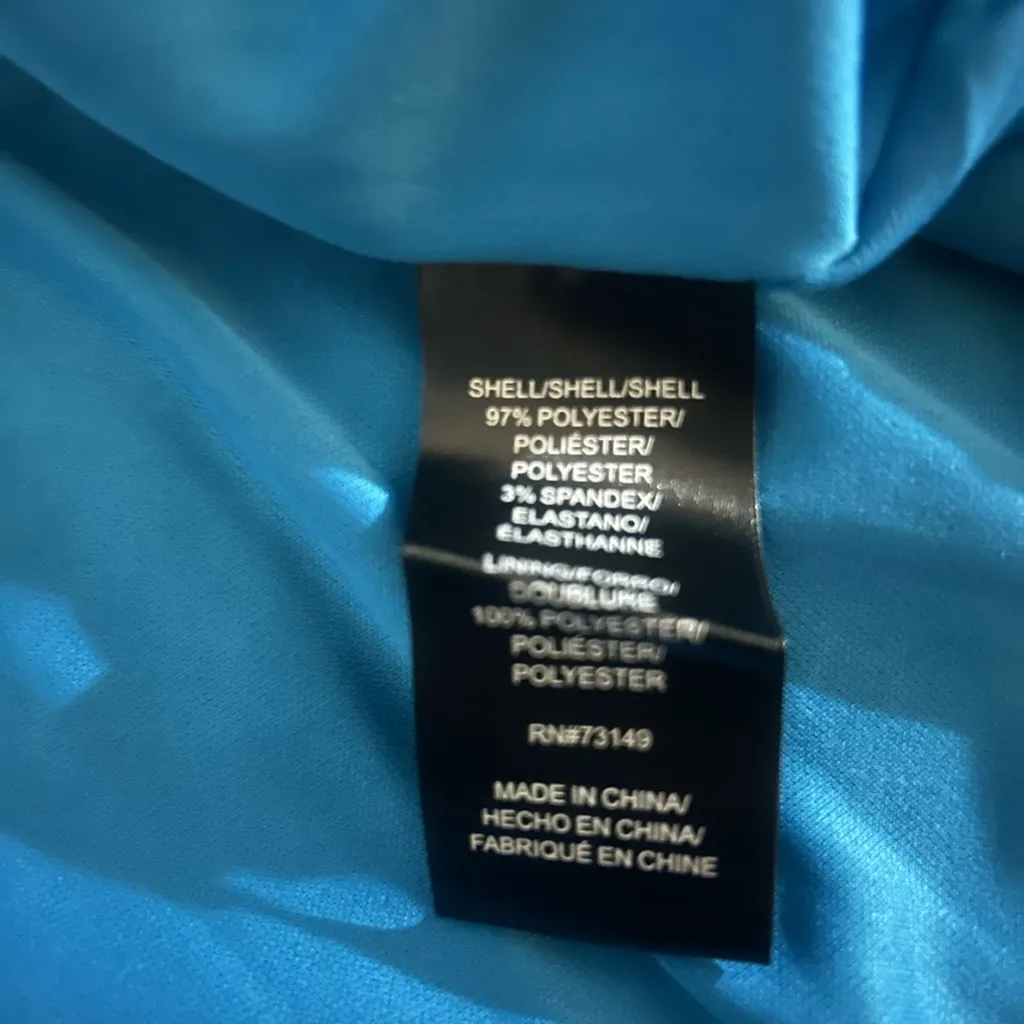 SHELL/SHELL/SHELL
97% POLYESTER/
POLIÉSTER/
POLYESTER
3% SPANDEX/
ELASTANO/
ÉLASTHANNE
LINING/FORRO/
DOUBLURE
100% POLYESTER/
POLIÉSTER/
POLYESTER
RN#73149
MADE IN CHINA/
HECHO EN CHINA/
FABRIQUÉ EN CHINE